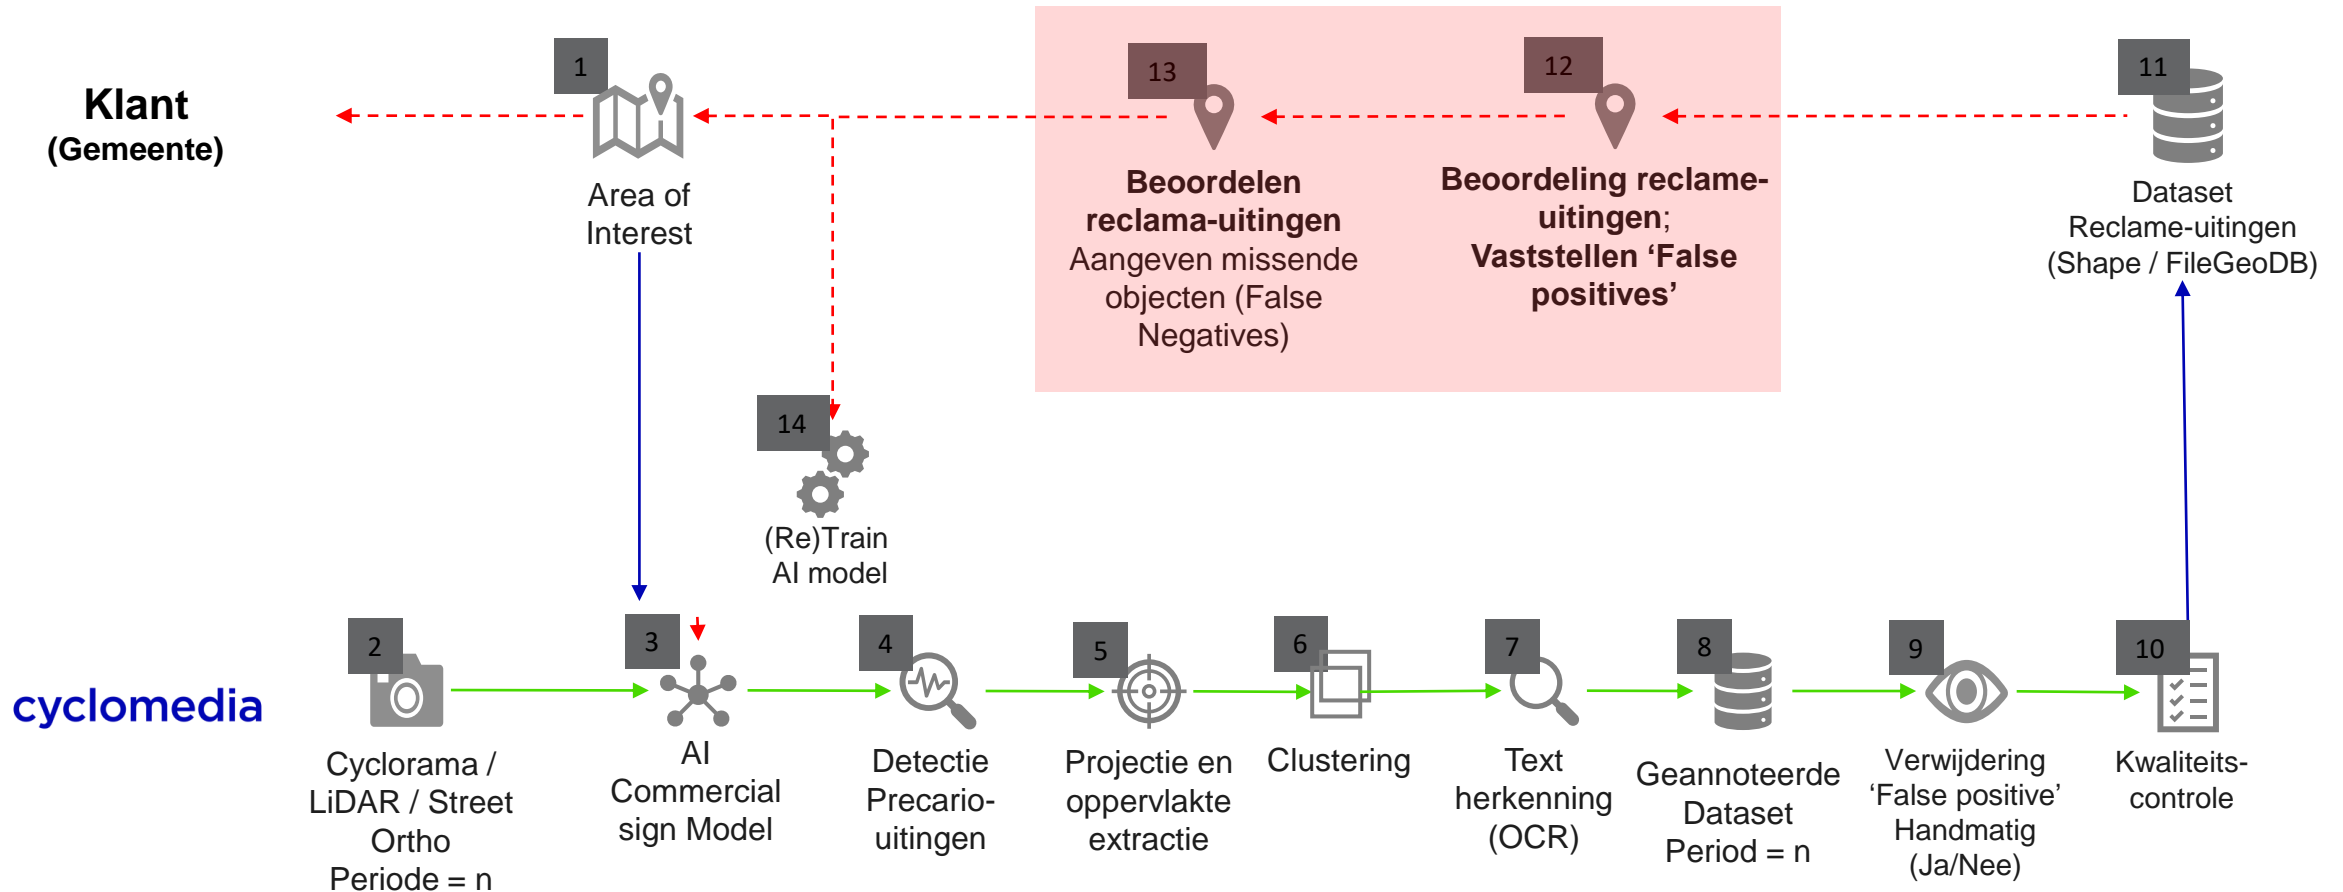 Klant
(Gemeente)
1
Area of
Interest
13
Beoordelen
reclama-uitingen
Aangeven missende
objecten (False
Negatives)
12
Beoordeling reclame-
uitingen;
Vaststellen ‘False
positives’
11
Dataset
Reclame-uitingen
(Shape / FileGeoDB)
14
(Re)Train
AI model
cyclomedia
2
Cyclorama /
LiDAR / Street
Ortho
Periode = n
3
AI
Commercial
sign Model
4
Detectie
Precario-
uitingen
5
Projectie en
oppervlakte
extractie
6
Clustering
7
Text
herkenning
(OCR)
8
Geannoteerde
Dataset
Period = n
9
Verwijdering
‘False positive’
Handmatig
(Ja/Nee)
10
Kwaliteits-
controle